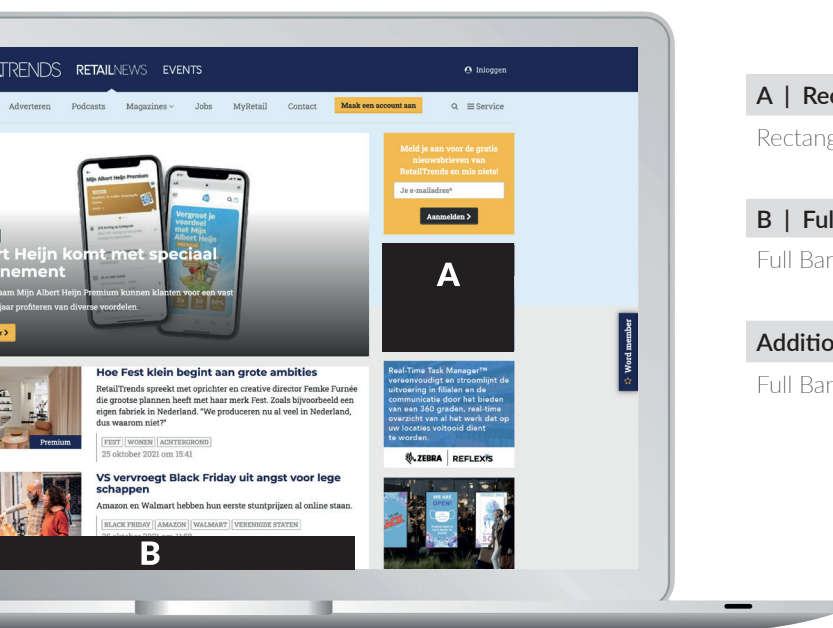 TRENDS RETAILNEWS EVENTS
Inloggen
Adverteren Podcasts Magazines Jobs MyRetail Contact Maak een account aan Service
Meld je aan voor de gratis
nieuwsbrieven van
RetailTrends en mis niets!
Je e-mailadres*
Aanmelden
Mijn Albert Heijn Premium
Vergroot je
voordeel
met Mijn
Albert Heijn
rt Heijn komt met speciaal
nement
aam Mijn Albert Heijn Premium kunnen klanten voor een vast
jaar profiteren van diverse voordelen.
A
Word member
Hoe Fest klein begint aan grote ambities
RetailTrends spreekt met oprichter en creative director Femke Furnée
die grootse plannen heeft met haar merk Fest. Zoals bijvoorbeeld een
eigen fabriek in Nederland. "We produceren nu al veel in Nederland,
dus waarom niet?"
Premium
FEST WONEN ACHTERGROND
25 oktober 2021 om 15:41
VS vervroegt Black Friday uit angst voor lege
schappen
Amazon en Walmart hebben hun eerste stuntprijzen al online staan.
BLACK FRIDAY AMAZON WALMART VERENIGDE STATEN
B
Real-Time Task Manager™
vereenvoudigt en stroomlijnt de
uitvoering in filialen en de
communicatie door het bieden
van een 360 graden, real-time
overzicht van al het werk dat op
uw locaties voltooid dient
te worden.
ZEBRA REFLEXIS
WE ARE
OPEN
A | Rec
Rectang
B | Ful
Full Ban
Additio
Full Ban